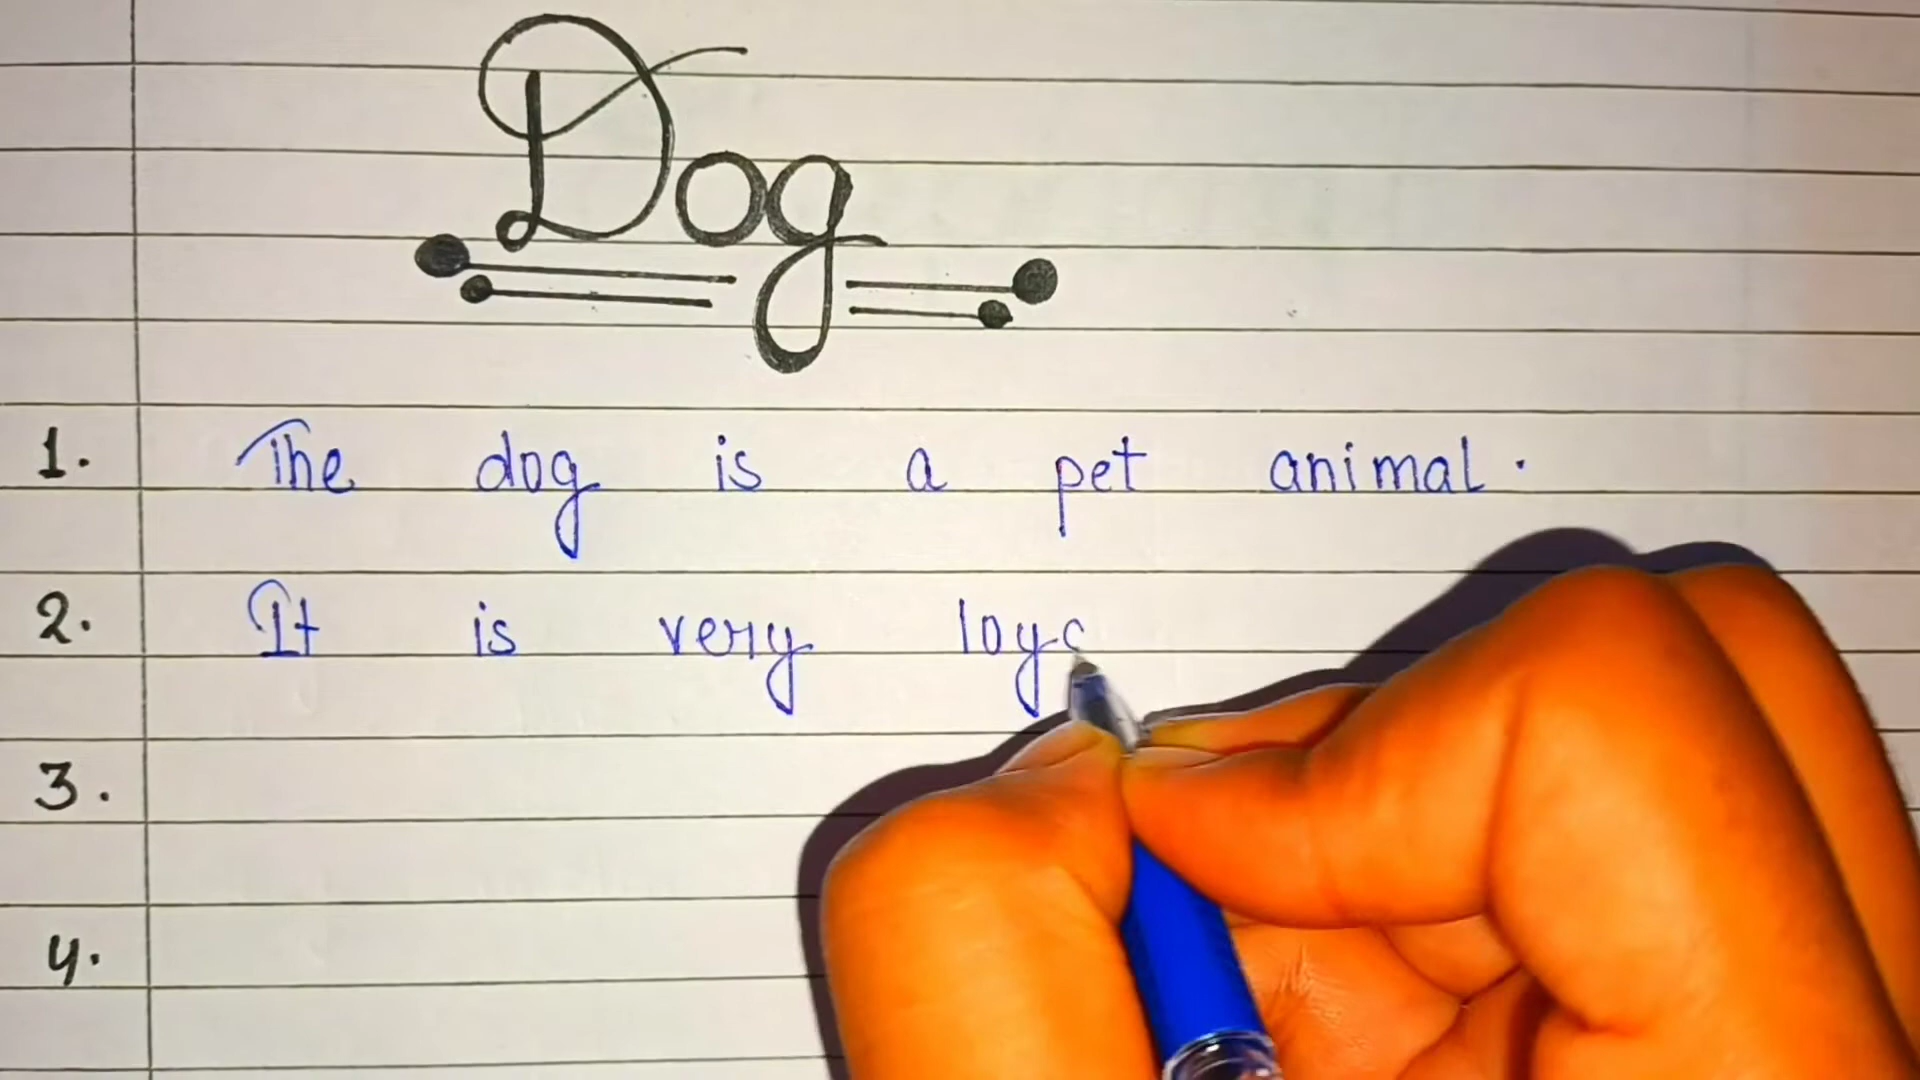 Dog
1. The dog is a pet animal.
2. It is very
3.
4.